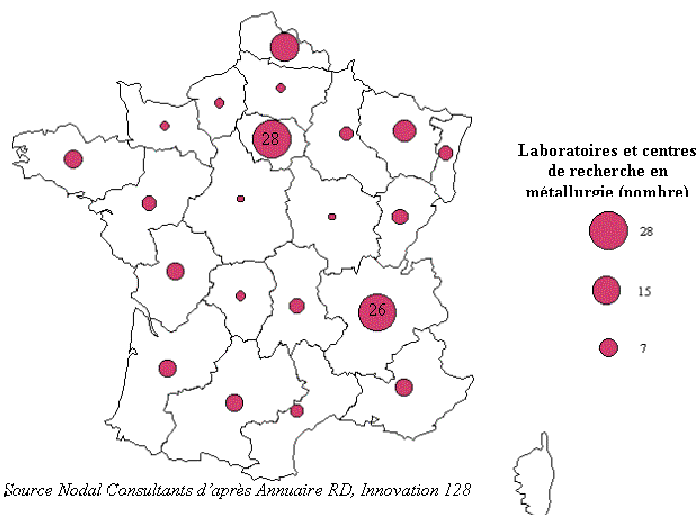 28
Laboratoires et centres
de recherche en
métallurgie (nombre)
28
15
26
7
Source Nodal Consultants d'après Annuaire RD, Innovation 128